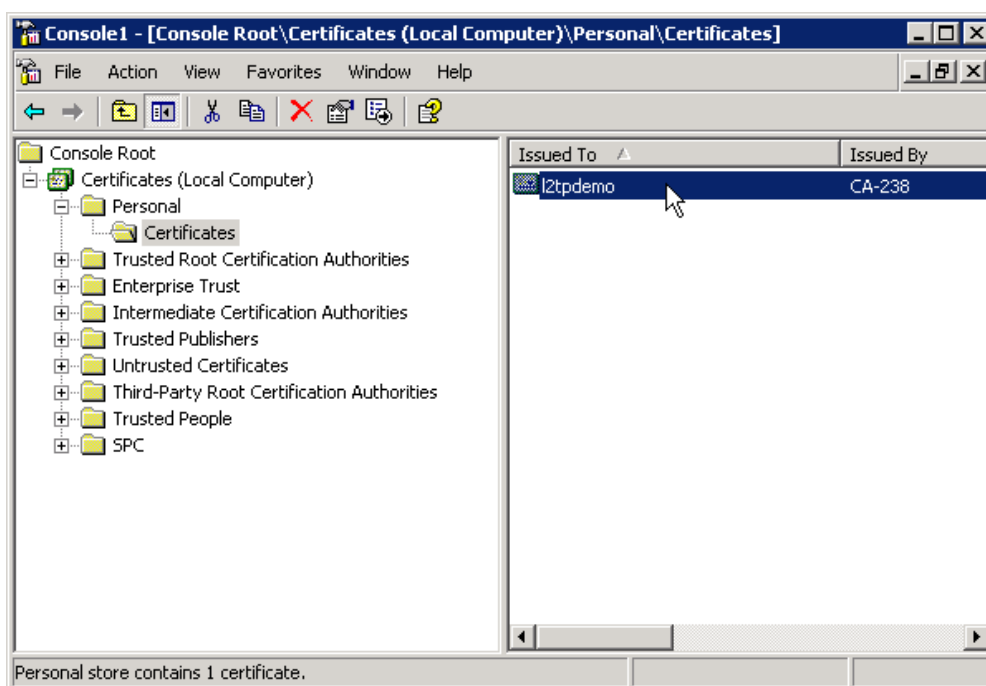 Console1 - [Console Root\Certificates (Local Computer)\Personal\Certificates]
File Action View Favorites Window Help
Console Root
Certificates (Local Computer)
Personal
Certificates
Trusted Root Certification Authorities
Enterprise Trust
Intermediate Certification Authorities
Trusted Publishers
Untrusted Certificates
Third-Party Root Certification Authorities
Trusted People
SPC
Issued To Issued By
l2tpdemo CA-238
Personal store contains 1 certificate.